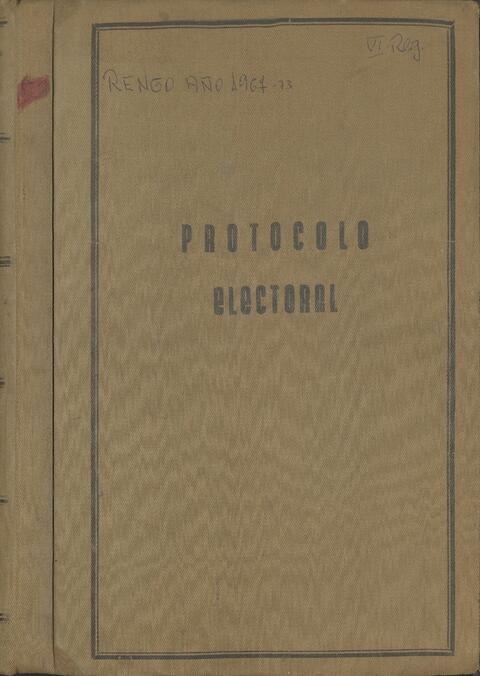 VI Reg.
RENGO AÑO 1967-73
PROTOCOLO
ELECTORAL